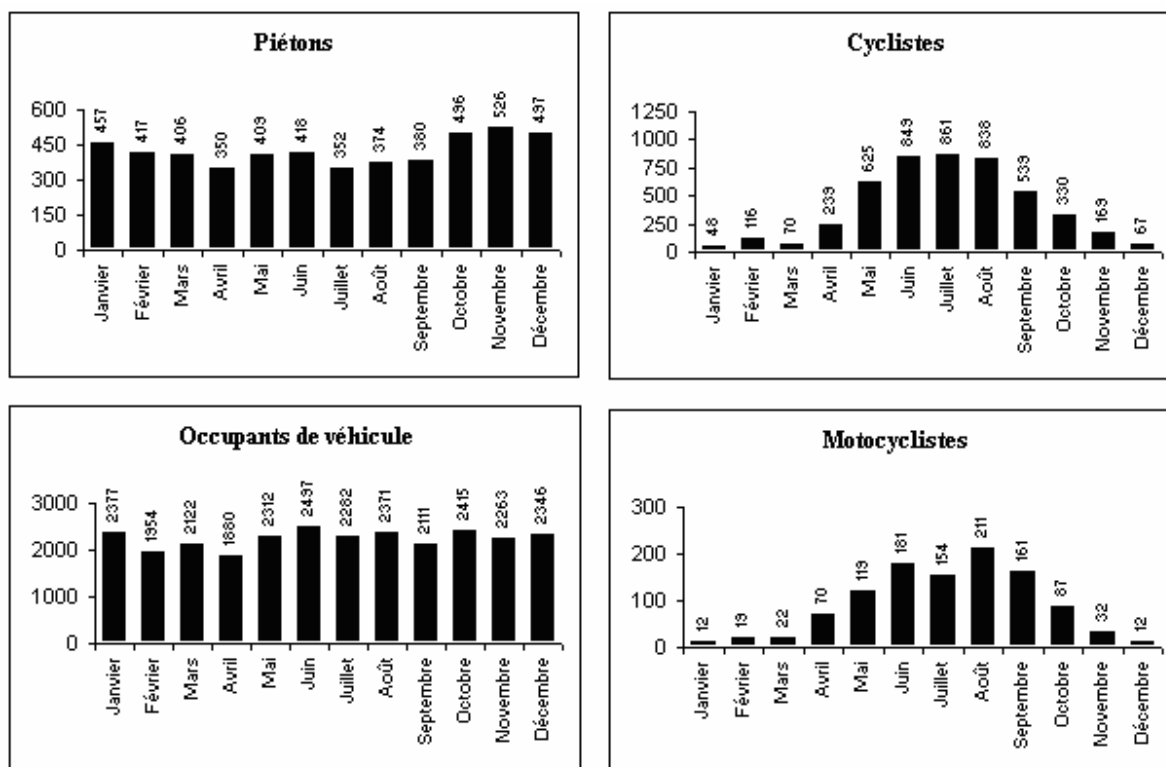 Piétons
600
450
300
150
0
457
417
406
350
409
418
352
374
380
496
526
497
Janvier
Février
Mars
Avril
Mai
Juin
Juillet
Août
Septembre
Octobre
Novembre
Décembre
Cyclistes
1250
1000
750
500
250
0
48
116
70
239
625
849
861
838
539
330
169
67
Janvier
Février
Mars
Avril
Mai
Juin
Juillet
Août
Septembre
Octobre
Novembre
Décembre
Occupants de véhicule
3000
2000
1000
0
2377
1954
2122
1880
2312
2497
2282
2371
2111
2415
2263
2346
Janvier
Février
Mars
Avril
Mai
Juin
Juillet
Août
Septembre
Octobre
Novembre
Décembre
Motocyclistes
300
200
100
0
12
19
22
70
119
181
154
211
161
87
32
12
Janvier
Février
Mars
Avril
Mai
Juin
Juillet
Août
Septembre
Octobre
Novembre
Décembre